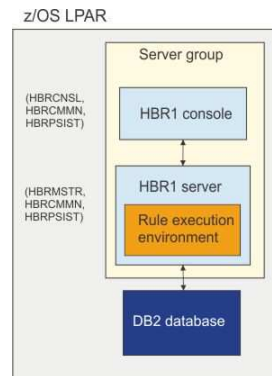 z/OS LPAR
Server group
(HBRCNSL,
HBRCMMN,
HBRPSIST)
HBR1 console
(HBRMSTR,
HBRCMMN,
HBRPSIST)
HBR1 server
Rule execution
environment
DB2 database